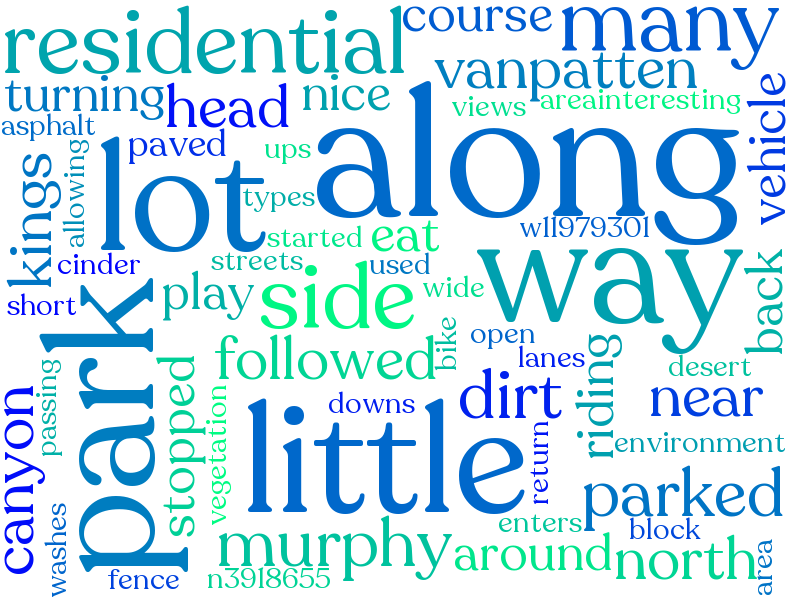 course
many
residential
vanpatten
turning
head
nice
views
areainteresting
asphalt
paved
ups
along
vehicle
kings
allowing
lot
types
w11979301
started
eat
way
cinder
streets
used
back
short
play
side
wide
park
open
bike
riding
followed
lanes
desert
passing
canyon
stopped
vegetation
downs
dirt
near
little
return
environment
parked
washes
murphy
enters
block
around
north
area
fence
n3918655